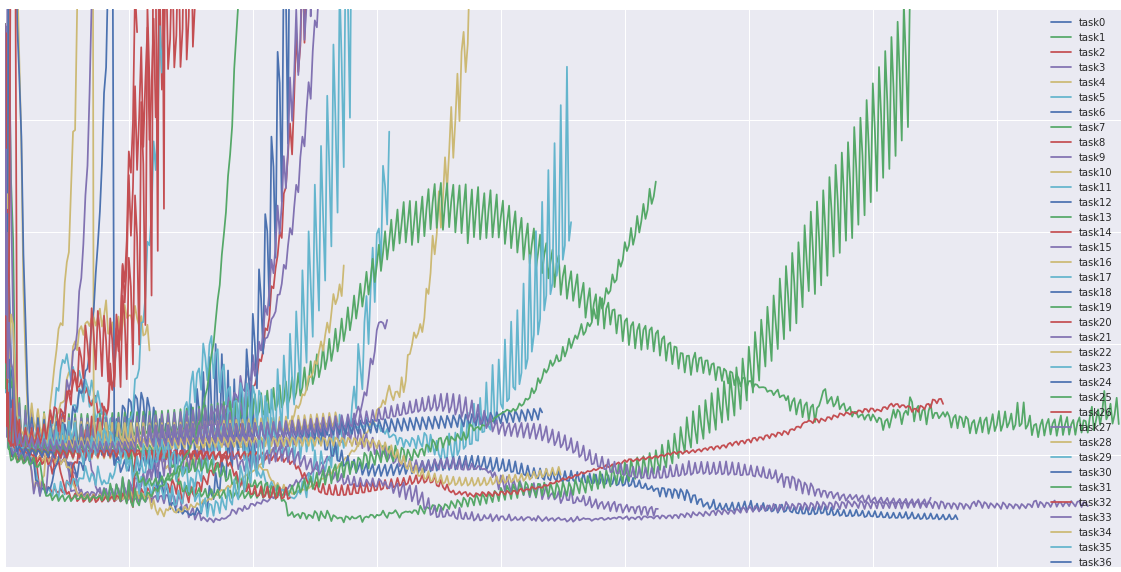 task0
task1
task2
task3
task4
task5
task6
task7
task8
task9
task10
task11
task12
task13
task14
task15
task16
task17
task18
task19
task20
task21
task22
task23
task24
task25
task26
task27
task28
task29
task30
task31
task32
task33
task34
task35
task36